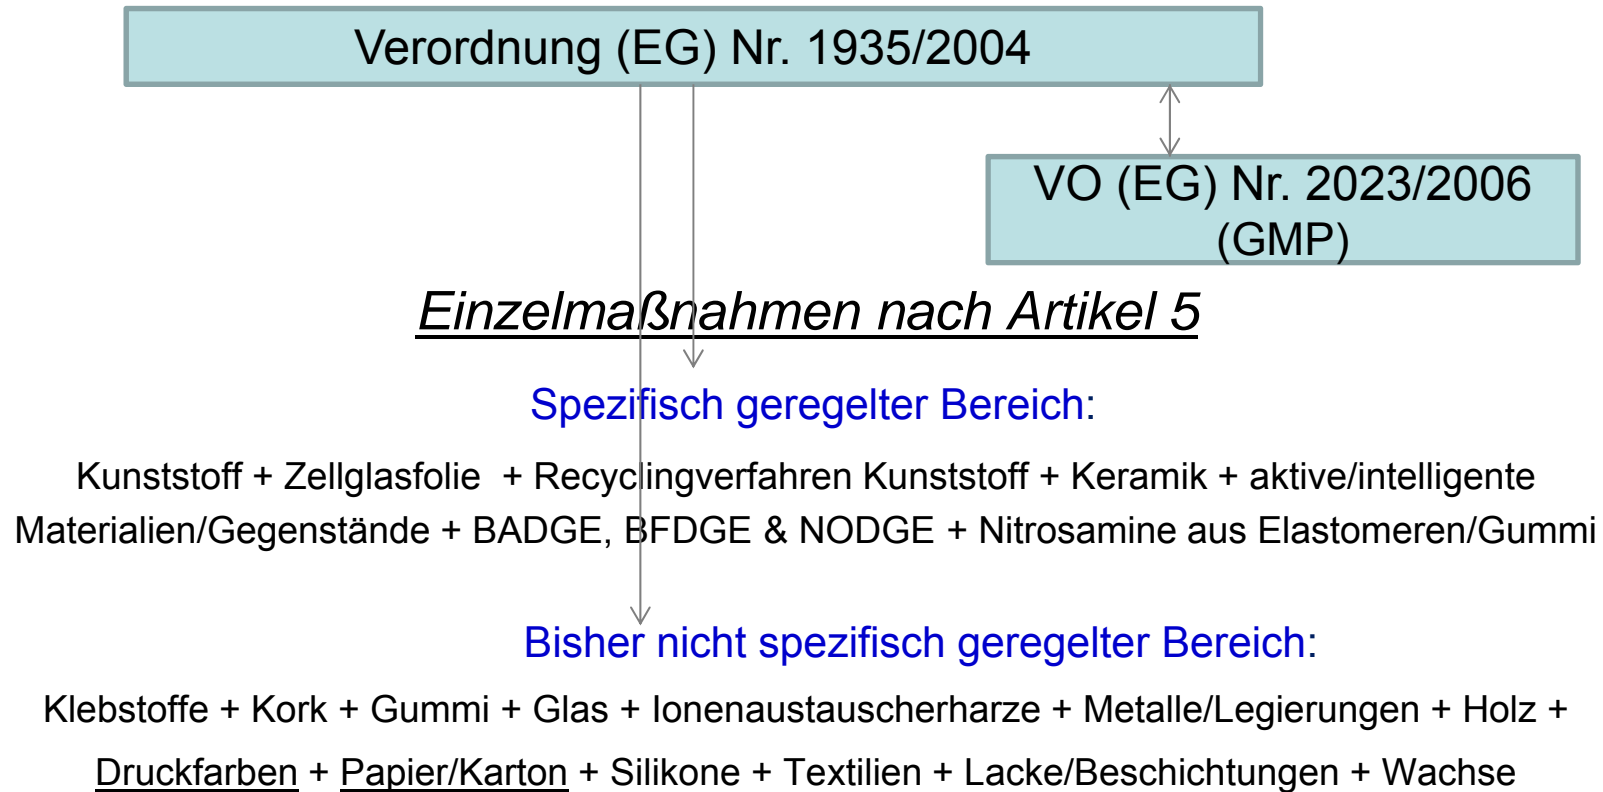 Verordnung (EG) Nr. 1935/2004
VO (EG) Nr. 2023/2006
(GMP)
Einzelmaßnahmen nach Artikel 5
Spezifisch geregelter Bereich:
Kunststoff + Zellglasfolie + Recyclingverfahren Kunststoff + Keramik + aktive/intelligente
Materialien/Gegenstände + BADGE, BFDGE & NODGE + Nitrosamine aus Elastomeren/Gummi
Bisher nicht spezifisch geregelter Bereich:
Klebstoffe + Kork + Gummi + Glas + Ionenaustauscherharze + Metalle/Legierungen + Holz +
Druckfarben + Papier/Karton + Silikone + Textilien + Lacke/Beschichtungen + Wachse